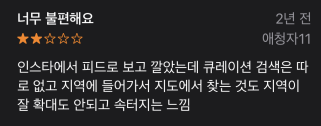 너무 불편해요
2년 전
★★☆☆☆
애청자11
인스타에서 피드로 보고 깔았는데 큐레이션 검색은 따
로 없고 지역에 들어가서 지도에서 찾는 것도 지역이
잘 확대도 안되고 속터지는 느낌